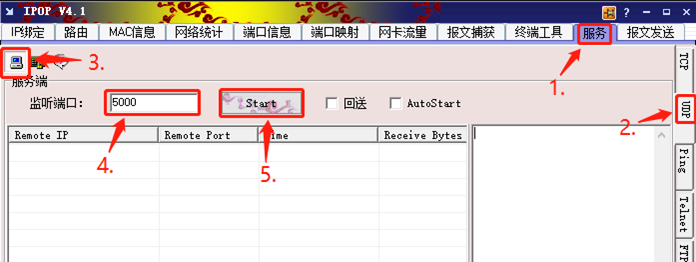 IPOP V4.1
IP绑定 路由 MAC信息 网络统计 端口信息 端口映射 网卡流量 报文捕获 终端工具 服务 报文发送
1.
3.
TCP
服务端
监听端口: 5000 Start 回送 AutoStart
UDP
2.
4.
5.
Remote IP Remote Port Time Receive Bytes
Ping
Telnet
FTP